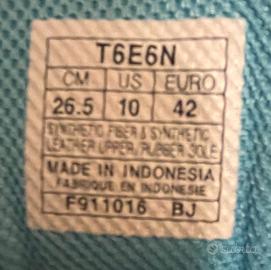 T6E6N
CM US EURO
26.5 10 42
SYNTHETIC FIBER & SYNTHETIC
LEATHER UPPER/RUBBER SOLE
MADE IN INDONESIA
FABRIQUE EN INDONESIE
F911016 BJ
subito